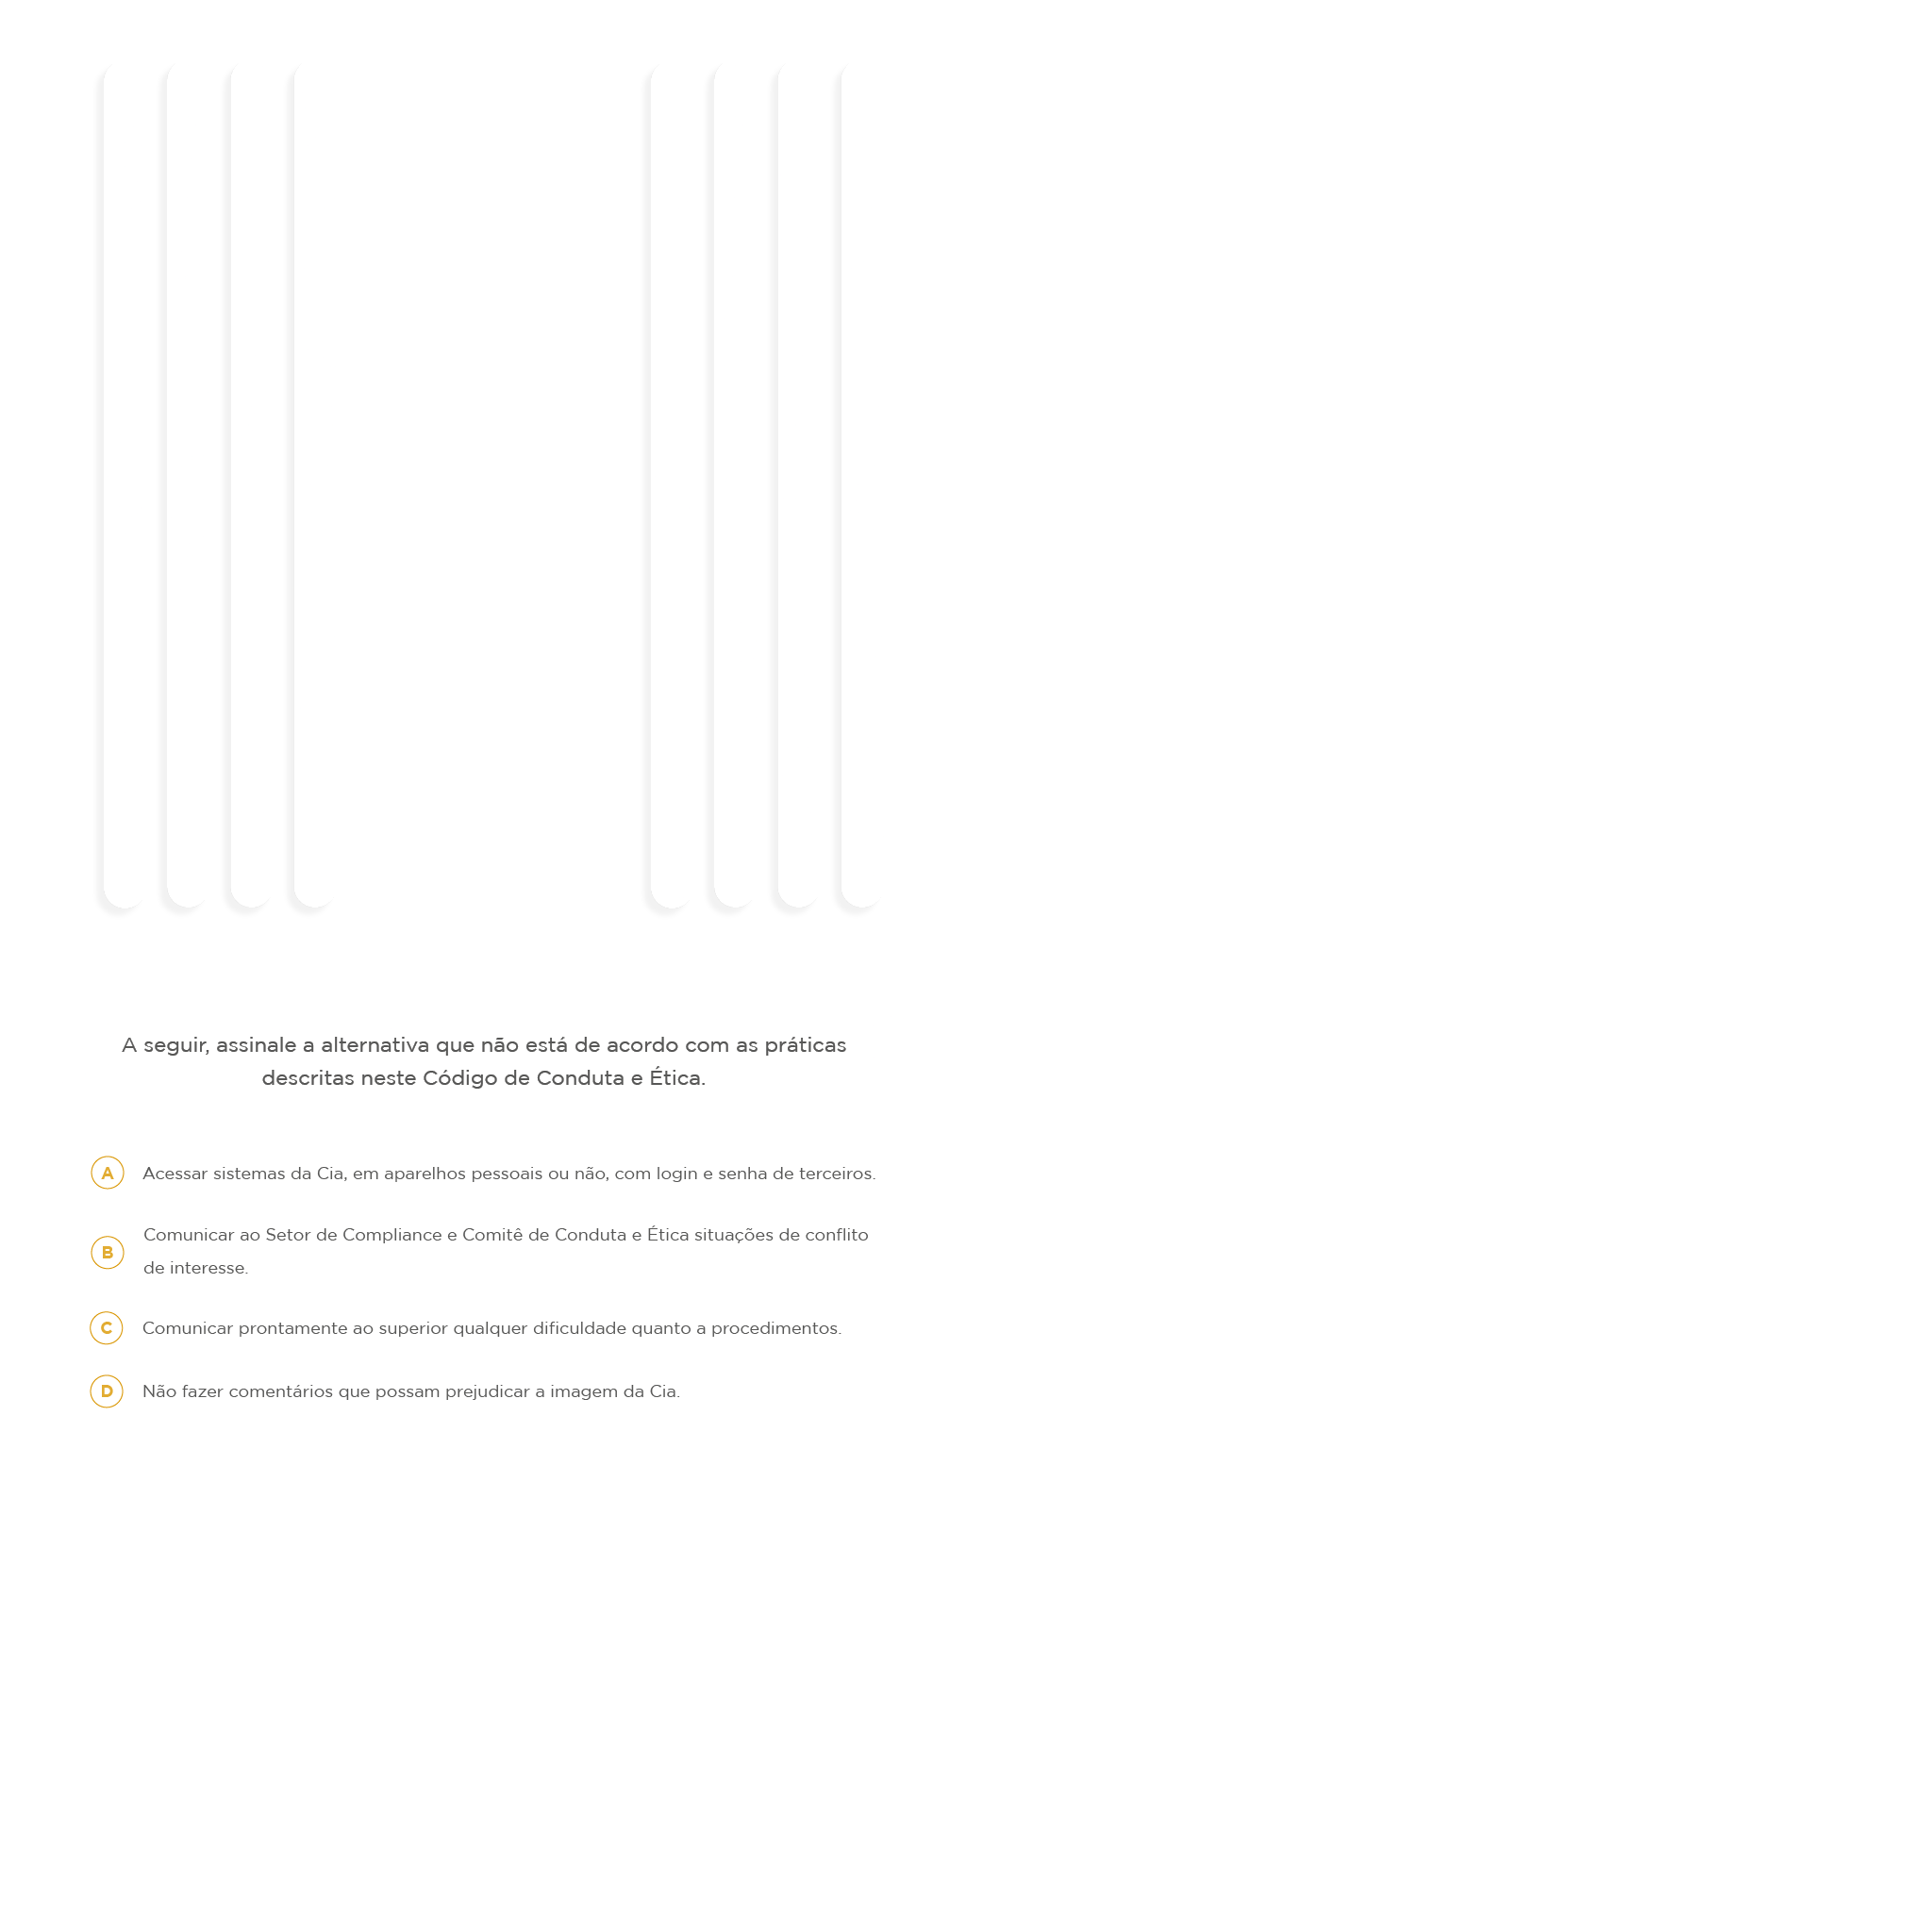 A seguir, assinale a alternativa que não está de acordo com as práticas
descritas neste Código de Conduta e Ética.
A Acessar sistemas da Cia, em aparelhos pessoais ou não, com login e senha de terceiros.
B Comunicar ao Setor de Compliance e Comitê de Conduta e Ética situações de conflito
de interesse.
C Comunicar prontamente ao superior qualquer dificuldade quanto a procedimentos.
D Não fazer comentários que possam prejudicar a imagem da Cia.